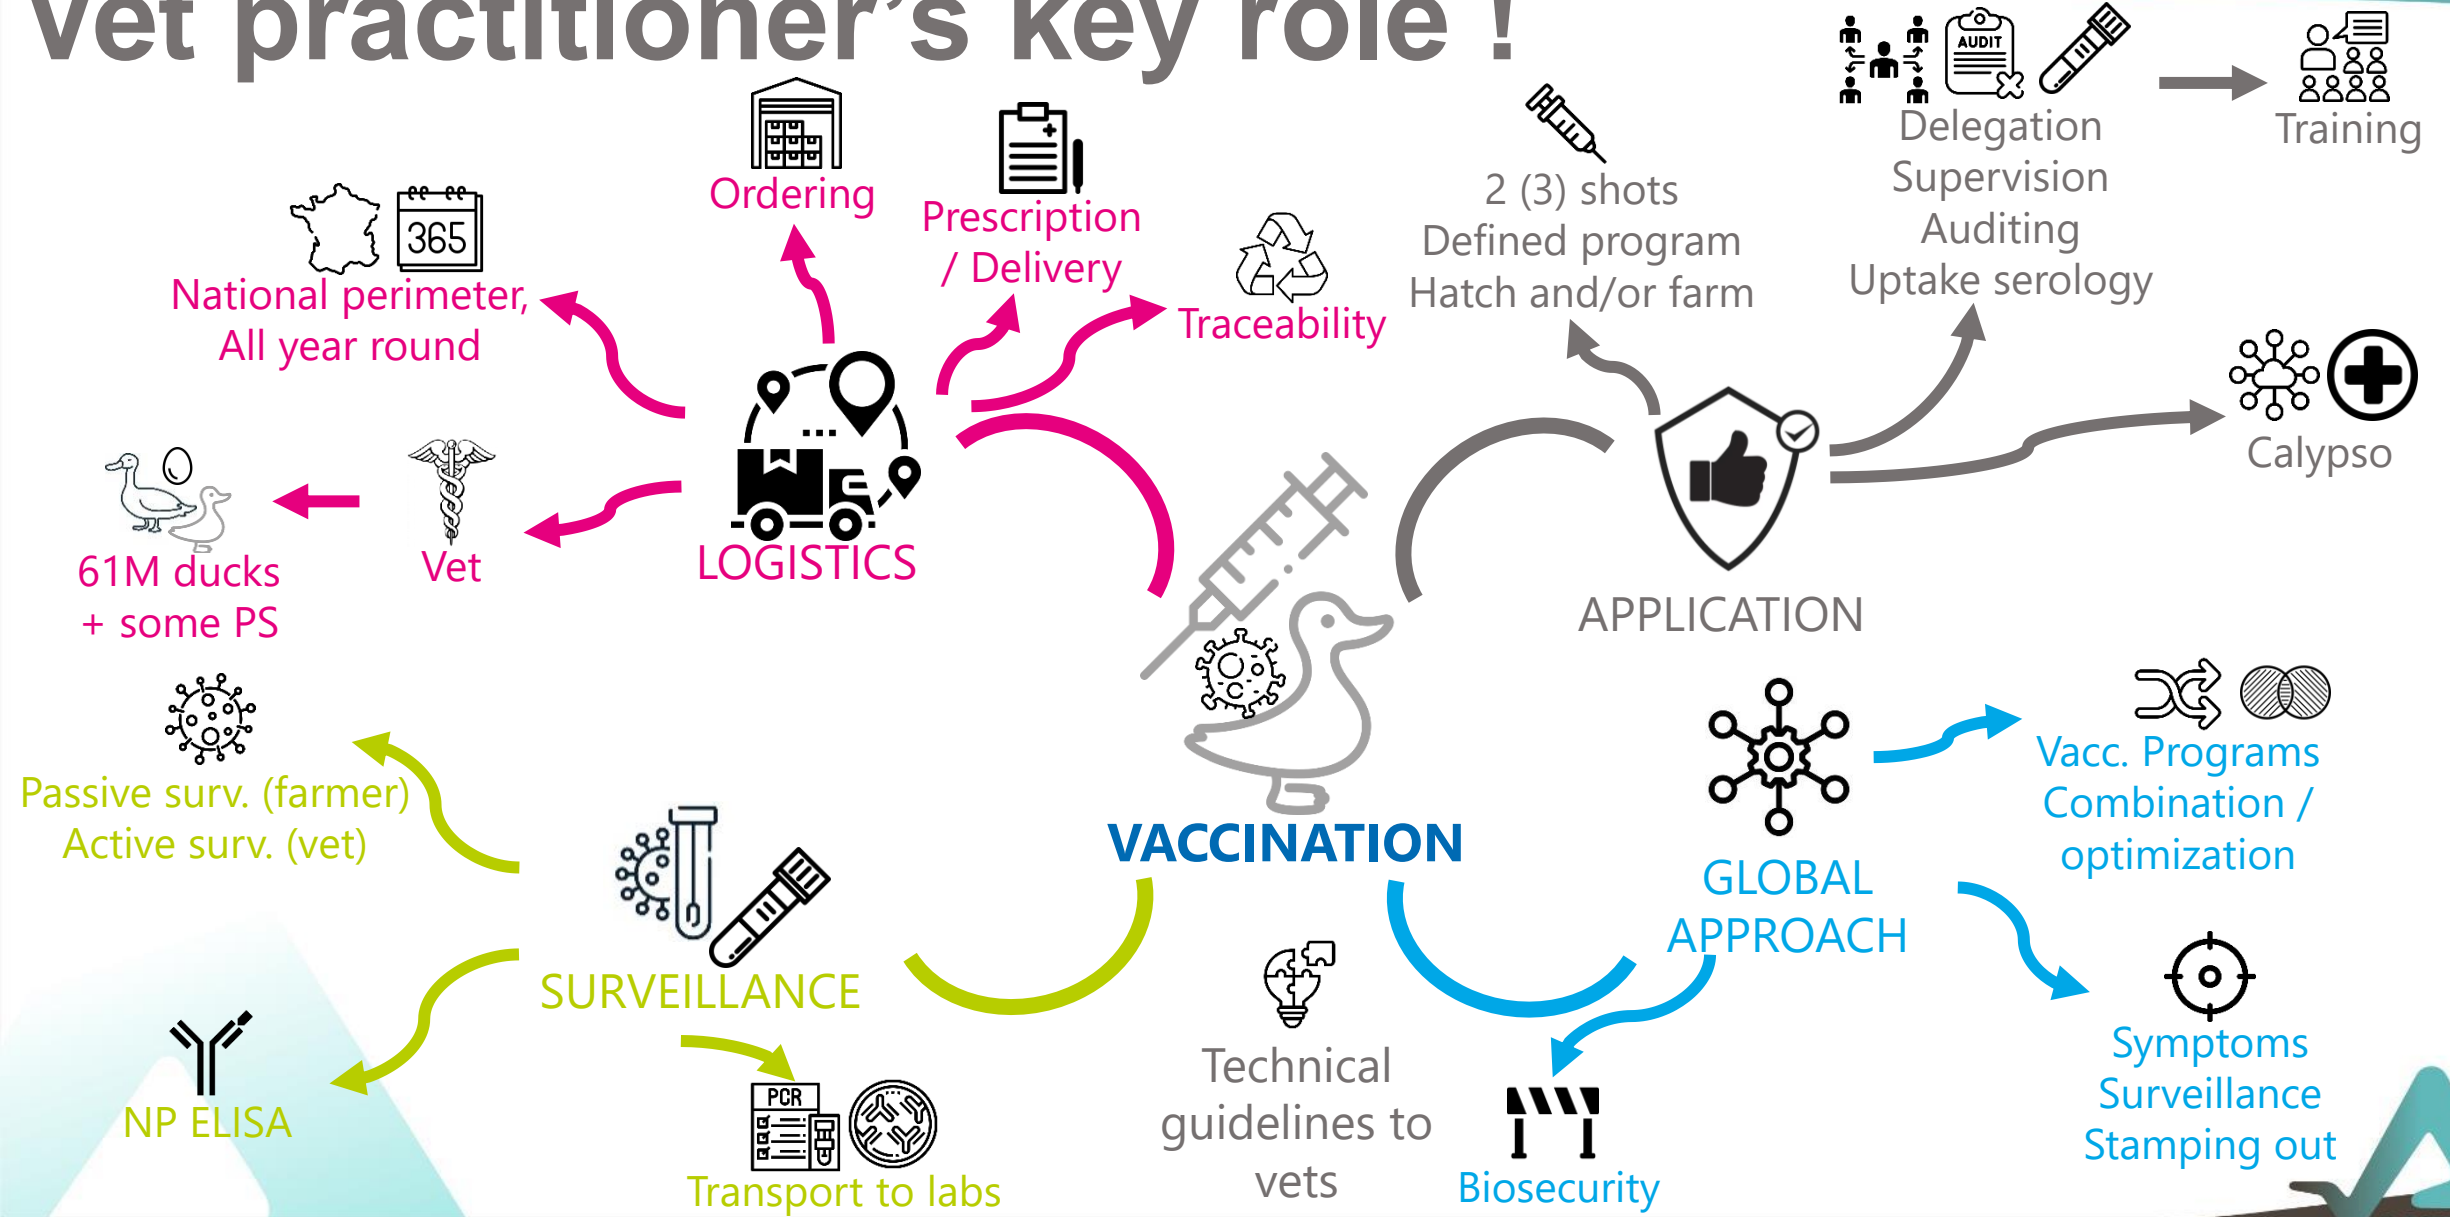 Vet practitioner's key role !
Ordering
Prescription
/ Delivery
365
National perimeter,
All year round
Traceability
61M ducks
+ some PS
Vet
LOGISTICS
2 (3) shots
Defined program
Hatch and/or farm
AUDIT
Delegation
Supervision
Auditing
Uptake serology
Training
Calypso
APPLICATION
VACCINATION
Passive surv. (farmer)
Active surv. (vet)
SURVEILLANCE
NP ELISA
PCR
Transport to labs
Technical
guidelines to
vets
GLOBAL
APPROACH
Vacc. Programs
Combination /
optimization
Symptoms
Surveillance
Stamping out
Biosecurity